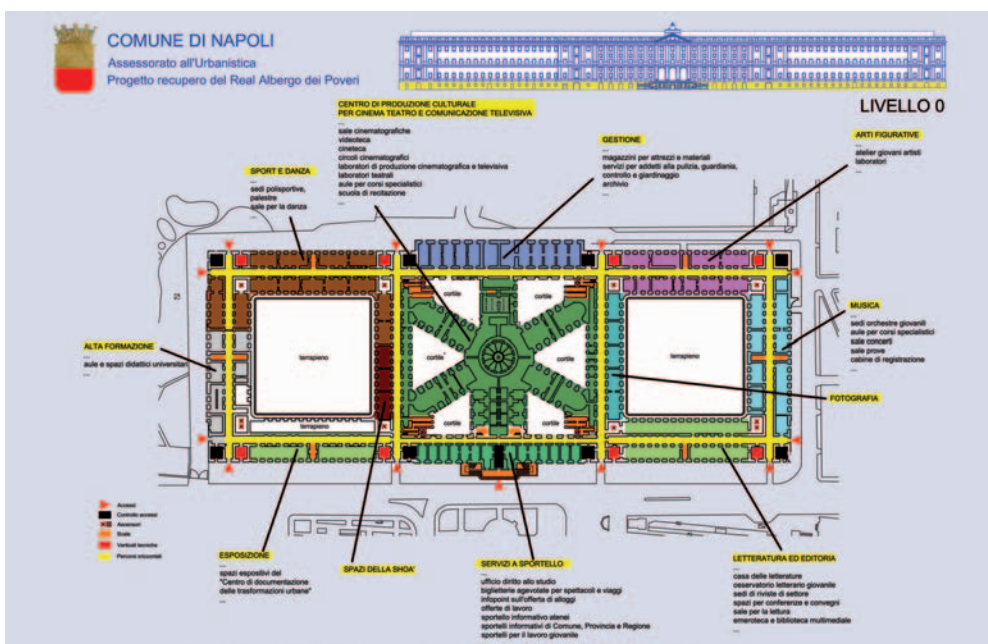 COMUNE DI NAPOLI
Assessorato all'Urbanistica
Progetto recupero del Real Albergo dei Poveri
LIVELLO 0
CENTRO DI PRODUZIONE CULTURALE
PER CINEMA TEATRO E COMUNICAZIONE TELEVISIVA
...
sale cinematografiche
videoteca
cineteca
circoli cinematografici
laboratori di produzione cinematografica e televisiva
laboratori teatrali
aule per corsi specialistici
scuola di recitazione
...
GESTIONE
...
magazzini per attrezzi e materiali
servizi per addetti alla pulizia, guardiania,
controllo e giardinaggio
archivio
...
ARTI FIGURATIVE
...
atelier giovani artisti
laboratori
...
SPORT E DANZA
...
sedi polisportive,
palestre
sale per la danza
...
MUSICA
...
sedi orchestre giovanili
aule per corsi specialistici
sale concerti
sale prove
cabine di registrazione
...
ALTA FORMAZIONE
...
aule e spazi didattici universitari
...
cortile
cortile
terrapieno
cortile
cortile
terrapieno
cortile
cortile
terrapieno
FOTOGRAFIA
Accessi
Controllo accessi
Ascensori
Scale
Verticali tecniche
Percorsi orizzontali
ESPOSIZIONE
...
spazi espositivi del
"Centro di documentazione
delle trasformazioni urbane"
...
SPAZI DELLA SHOA'
SERVIZI A SPORTELLO
...
ufficio diritto allo studio
biglietterie agevolate per spettacoli e viaggi
infopoint sull'offerta di alloggi
offerte di lavoro
sportello informativo atenei
sportelli informativi di Comune, Provincia e Regione
sportelli per il lavoro giovanile
LETTERATURA ED EDITORIA
...
casa delle letterature
osservatorio letterario giovanile
sedi di riviste di settore
spazi per conferenze e convegni
sale per la lettura
emeroteca e biblioteca multimediale
...